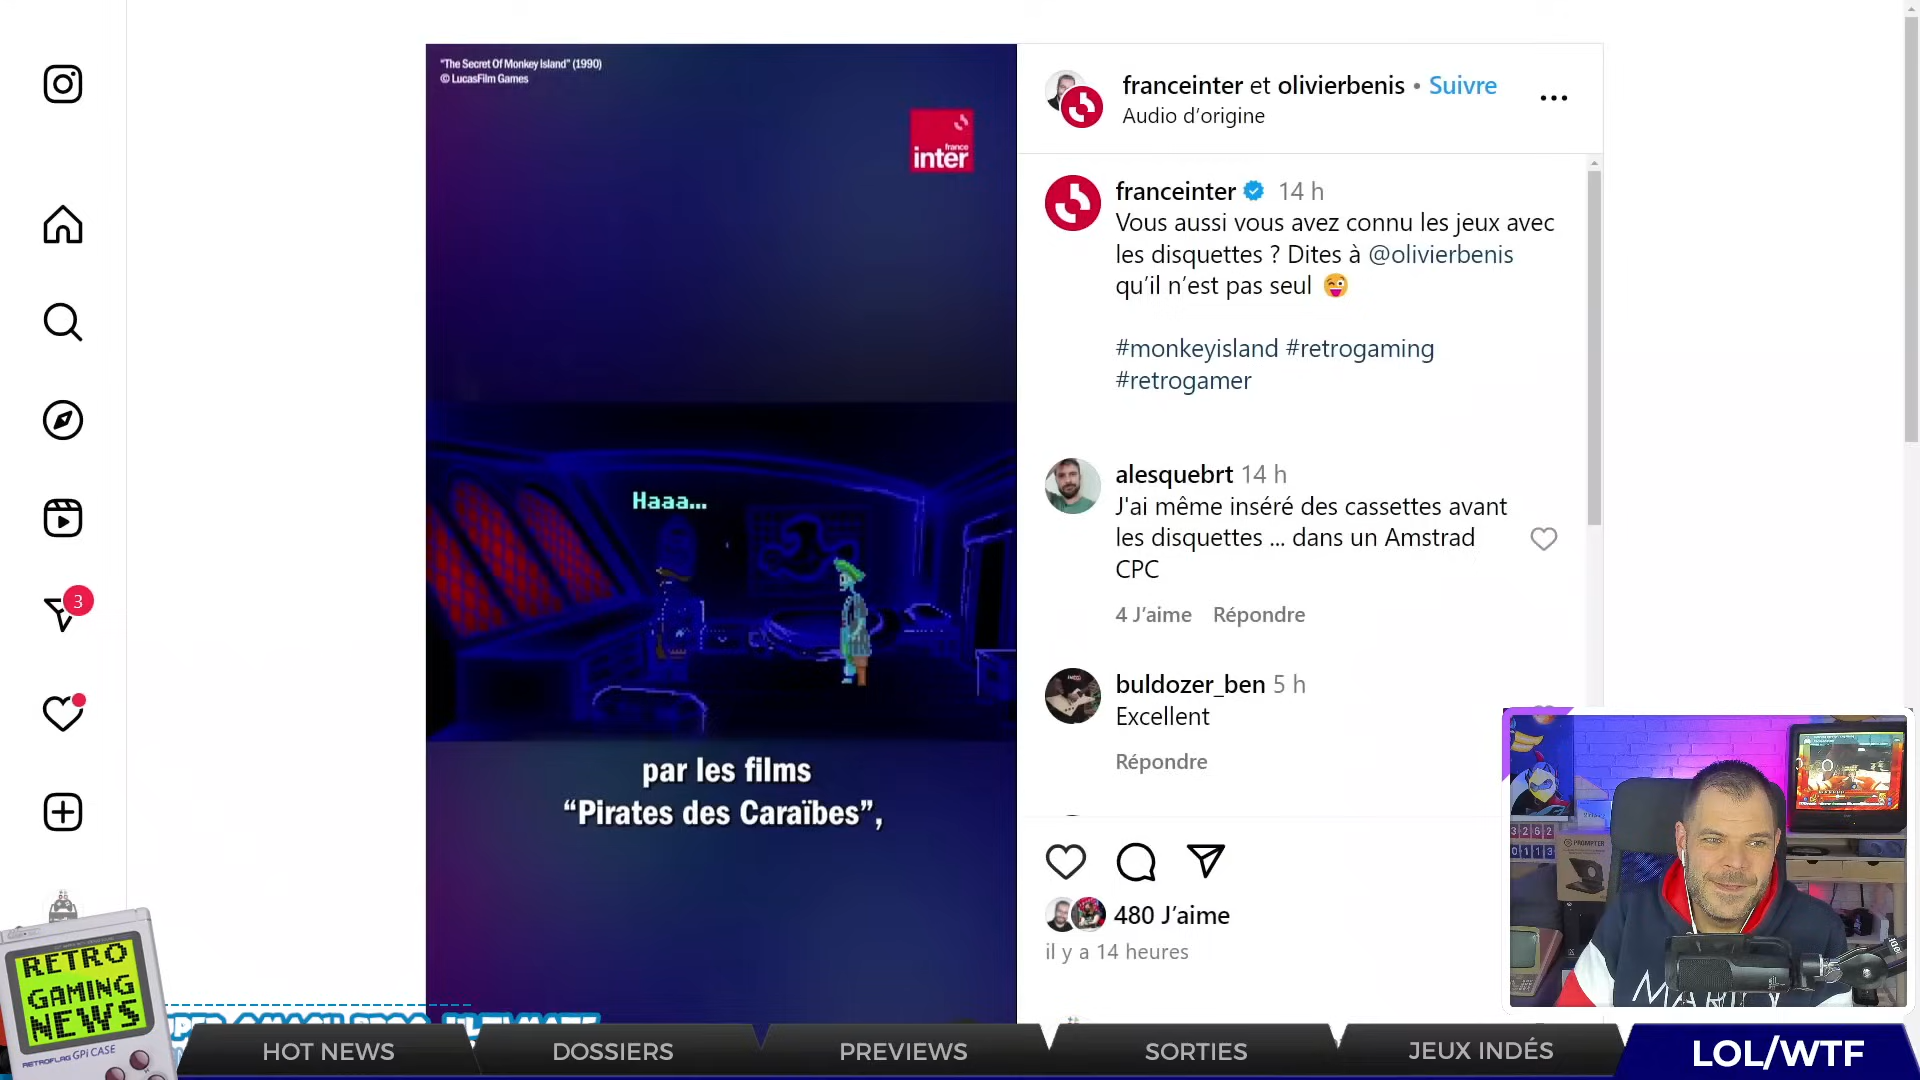 "The Secret Of Monkey Island" (1990)
© LucasFilm Games
france
inter
Haaa...
par les films
“Pirates des Caraïbes”,
franceinter et olivierbenis • Suivre
Audio d’origine
franceinter 14 h
Vous aussi vous avez connu les jeux avec
les disquettes ? Dites à @olivierbenis
qu’il n’est pas seul 😜
#monkeyisland #retrogaming
#retrogamer
alesquebrt 14 h
J'ai même inséré des cassettes avant
les disquettes ... dans un Amstrad
CPC
4 J’aime Répondre
buldozer_ben 5 h
Excellent
Répondre
480 J’aime
il y a 14 heures
3
PROMPTER
3262
0113
RETRO
GAMING
NEWS
RETROFLAG GPi CASE
HOT NEWS
DOSSIERS
PREVIEWS
SORTIES
JEUX INDÉS
LOL/WTF